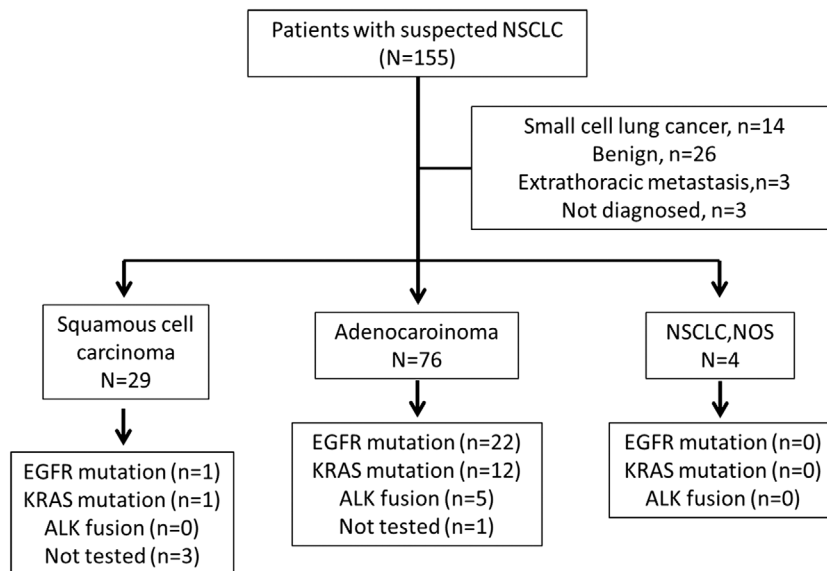 Patients with suspected NSCLC
(N=155)
Small cell lung cancer, n=14
Benign, n=26
Extrathoracic metastasis,n=3
Not diagnosed, n=3
Squamous cell
carcinoma
N=29
Adenocaroinoma
N=76
NSCLC,NOS
N=4
EGFR mutation (n=1)
KRAS mutation (n=1)
ALK fusion (n=0)
Not tested (n=3)
EGFR mutation (n=22)
KRAS mutation (n=12)
ALK fusion (n=5)
Not tested (n=1)
EGFR mutation (n=0)
KRAS mutation (n=0)
ALK fusion (n=0)